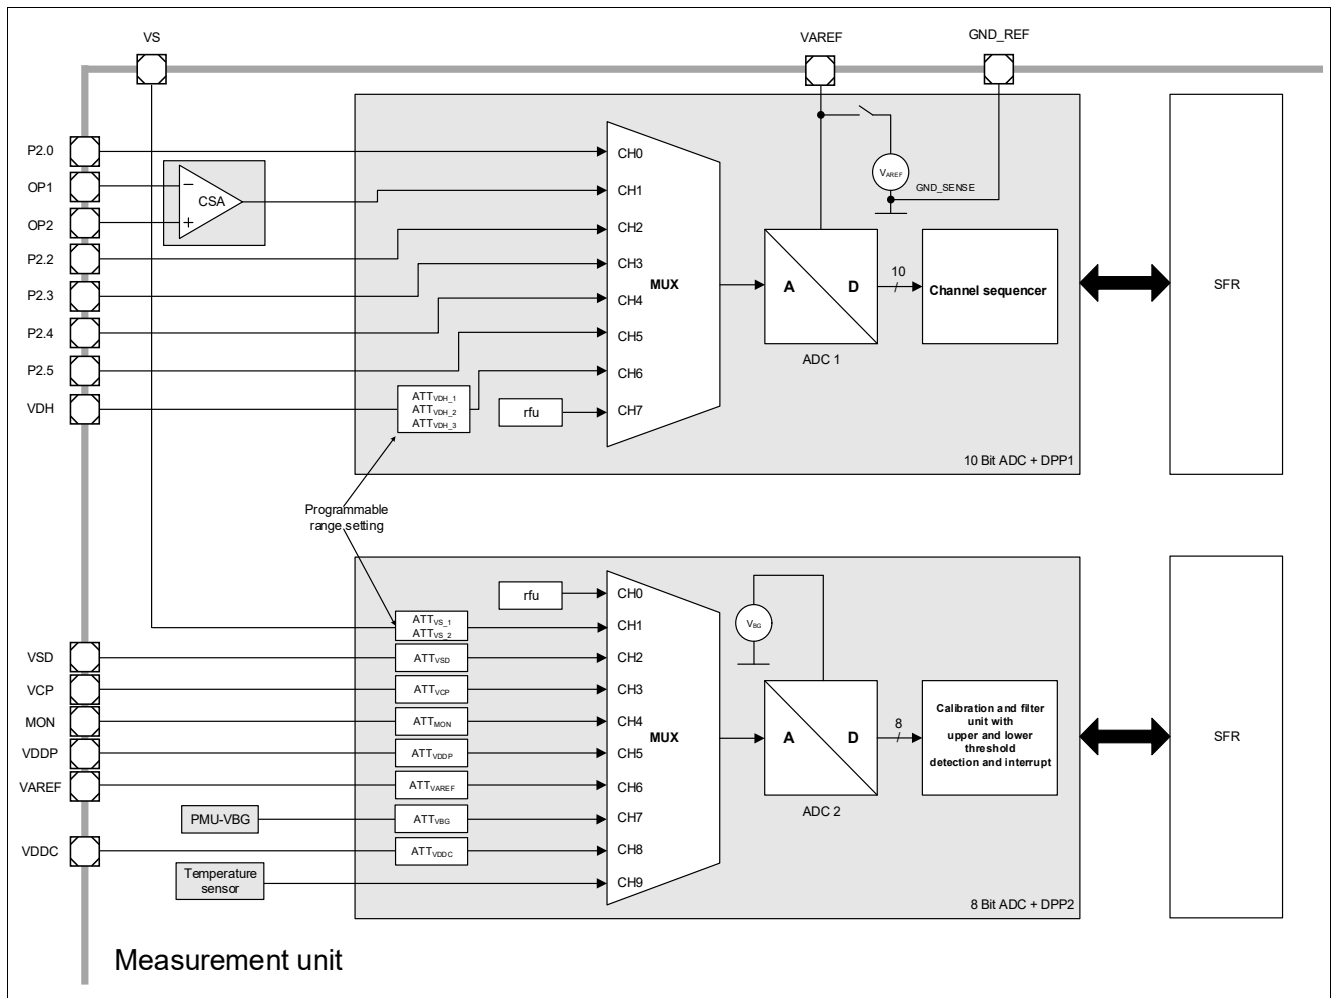 VS
VAREF
GND_REF
P2.0
OP1
OP2
P2.2
P2.3
P2.4
P2.5
VDH
−
CSA
+
ATTVDH_1
ATTVDH_2
ATTVDH_3
rfu
CH0
CH1
CH2
CH3
CH4
CH5
CH6
CH7
MUX
VAREF
GND_SENSE
A
D
ADC 1
10
Channel sequencer
10 Bit ADC + DPP1
SFR
Programmable
range setting
VSD
VCP
MON
VDDP
VAREF
VDDC
PMU-VBG
Temperature
sensor
rfu
ATTVS_1
ATTVS_2
ATTVSD
ATTVCP
ATTMON
ATTVDDP
ATTVAREF
ATTVBG
ATTVDDC
CH0
CH1
CH2
CH3
CH4
CH5
CH6
CH7
CH8
CH9
MUX
VBG
A
D
ADC 2
8
Calibration and filter
unit with
upper and lower
threshold
detection and interrupt
8 Bit ADC + DPP2
SFR
Measurement unit